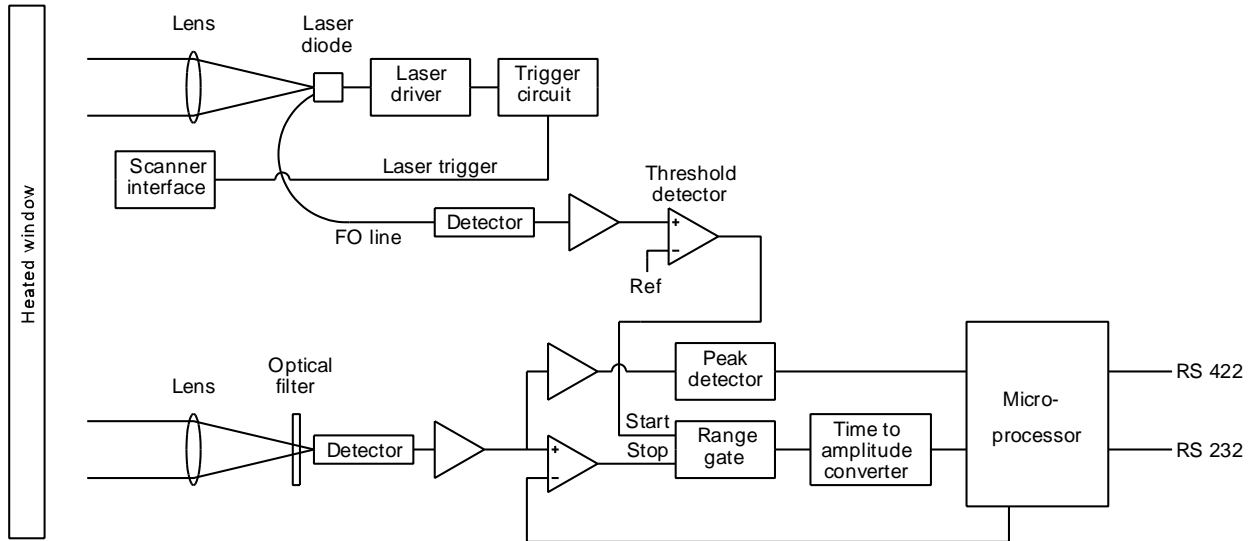 Heated window
Lens
Laser
diode
Laser
driver
Trigger
circuit
Scanner
interface
Laser trigger
Threshold
detector
FO line
Detector
+
−
Ref
Lens
Optical
filter
Detector
+
−
Peak
detector
Start
Stop
Range
gate
Time to
amplitude
converter
Micro-
processor
RS 422
RS 232